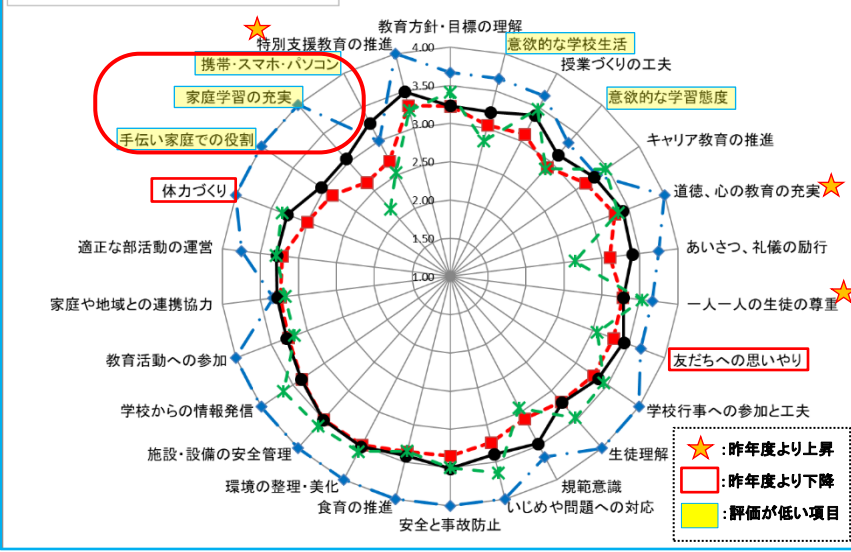 教育方針・目標の理解
意欲的な学校生活
授業づくりの工夫
意欲的な学習態度
キャリア教育の推進
道徳、心の教育の充実
あいさつ、礼儀の励行
一人一人の生徒の尊重
友だちへの思いやり
学校行事への参加と工夫
生徒理解
規範意識
いじめや問題への対応
安全と事故防止
食育の推進
環境の整理・美化
施設・設備の安全管理
学校からの情報発信
教育活動への参加
家庭や地域との連携協力
適正な部活動の運営
体力づくり
手伝い家庭での役割
家庭学習の充実
携帯・スマホ・パソコン
特別支援教育の推進
4.00
3.50
3.00
2.50
2.00
1.50
1.00
:昨年度より上昇
:昨年度より下降
:評価が低い項目